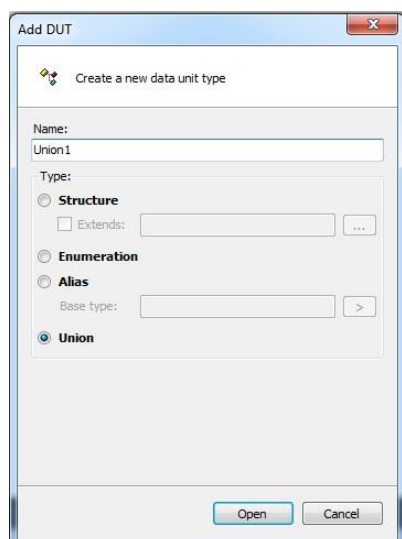 Add DUT
Create a new data unit type
Name:
Union1
Type:
Structure
Extends:
...
Enumeration
Alias
Base type:
>
Union
Open Cancel